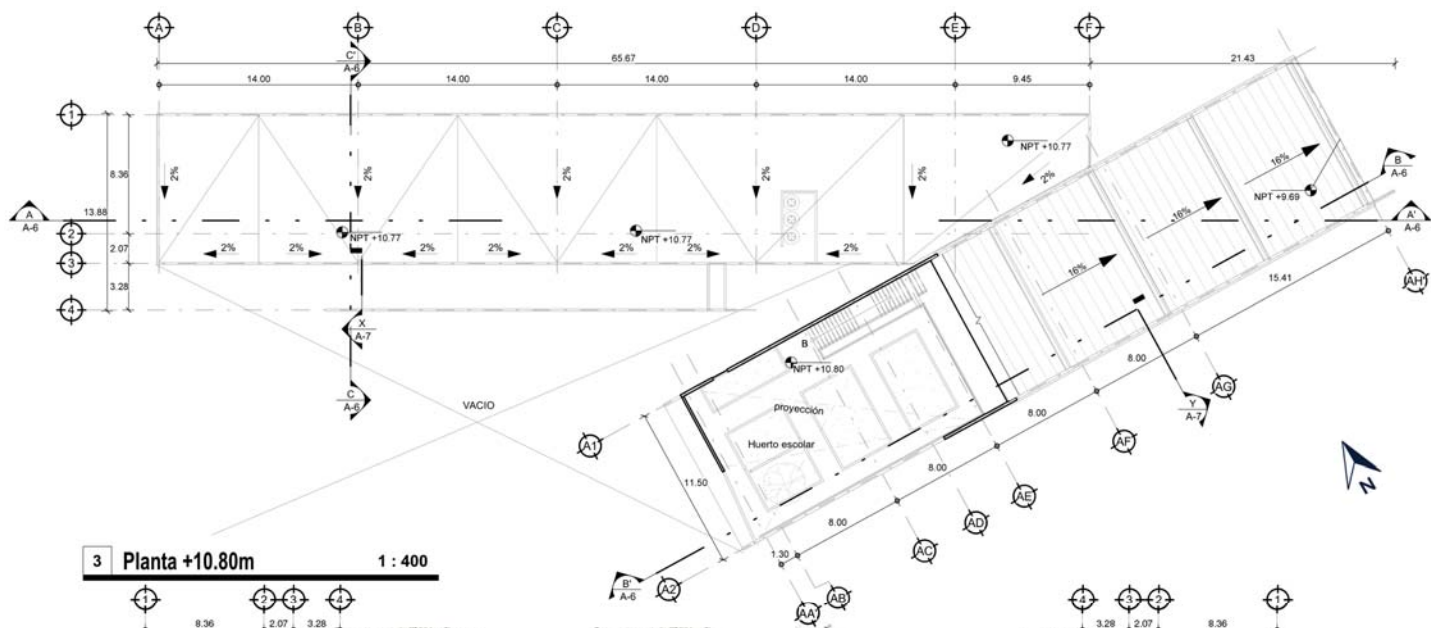 A B C D E F
C'
A-6
65.67 21.43
14.00 14.00 14.00 14.00 9.45
1
NPT +10.77
B
A-6
16%
8.36
2% 2% 2% 2% 2% 2%
16%
NPT +9.69
A
A-6
13.88
A'
A-6
2
NPT +10.77
NPT +10.77
16%
2.07
2% 2% 2% 2% 2% 2% 2%
3
15.41
AH'
3.28
4
X
A-7
B
NPT +10.80
8.00
AG
C
A-6
VACIO
proyección
Y
A-7
A1
Huerto escolar
8.00
AF
11.50
8.00
AE
N
8.00
AD
AC
3 Planta +10.80m 1 : 400
1.30
B'
A-6
A2
AB
AA'
1 2 3 4
4 3 2 1
8.36 2.07 3.28
3.28 2.07 8.36